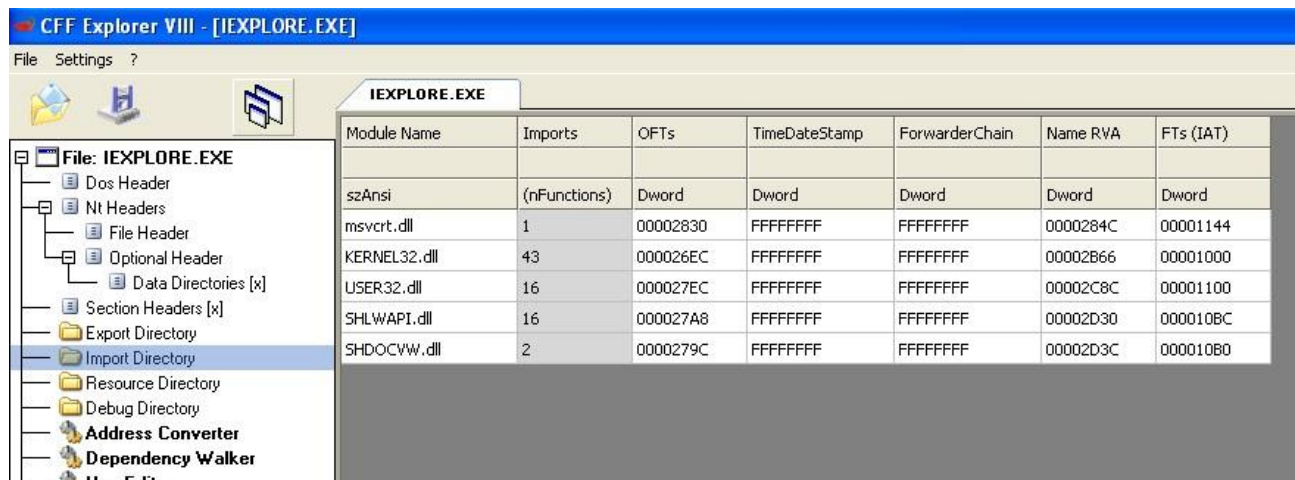 CFF Explorer VIII - [IEXPLORE.EXE]
File Settings ?
IEXPLORE.EXE
File: IEXPLORE.EXE
Dos Header
Nt Headers
File Header
Optional Header
Data Directories [x]
Section Headers [x]
Export Directory
Import Directory
Resource Directory
Debug Directory
Address Converter
Dependency Walker
Module Name Imports OFTs TimeDateStamp ForwarderChain Name RVA FTs (IAT)
szAnsi (nFunctions) Dword Dword Dword Dword Dword
msvcrt.dll 1 00002830 FFFFFFFF FFFFFFFF 0000284C 00001144
KERNEL32.dll 43 000026EC FFFFFFFF FFFFFFFF 00002B66 00001000
USER32.dll 16 000027EC FFFFFFFF FFFFFFFF 00002C8C 00001100
SHLWAPI.dll 16 000027A8 FFFFFFFF FFFFFFFF 00002D30 000010BC
SHDOCVW.dll 2 0000279C FFFFFFFF FFFFFFFF 00002D3C 000010B0